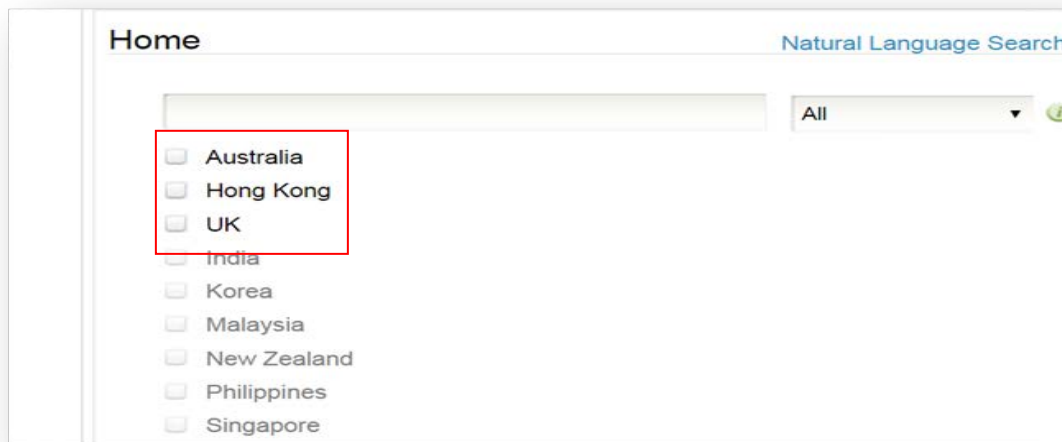 Home
Natural Language Search
All
Australia
Hong Kong
UK
India
Korea
Malaysia
New Zealand
Philippines
Singapore